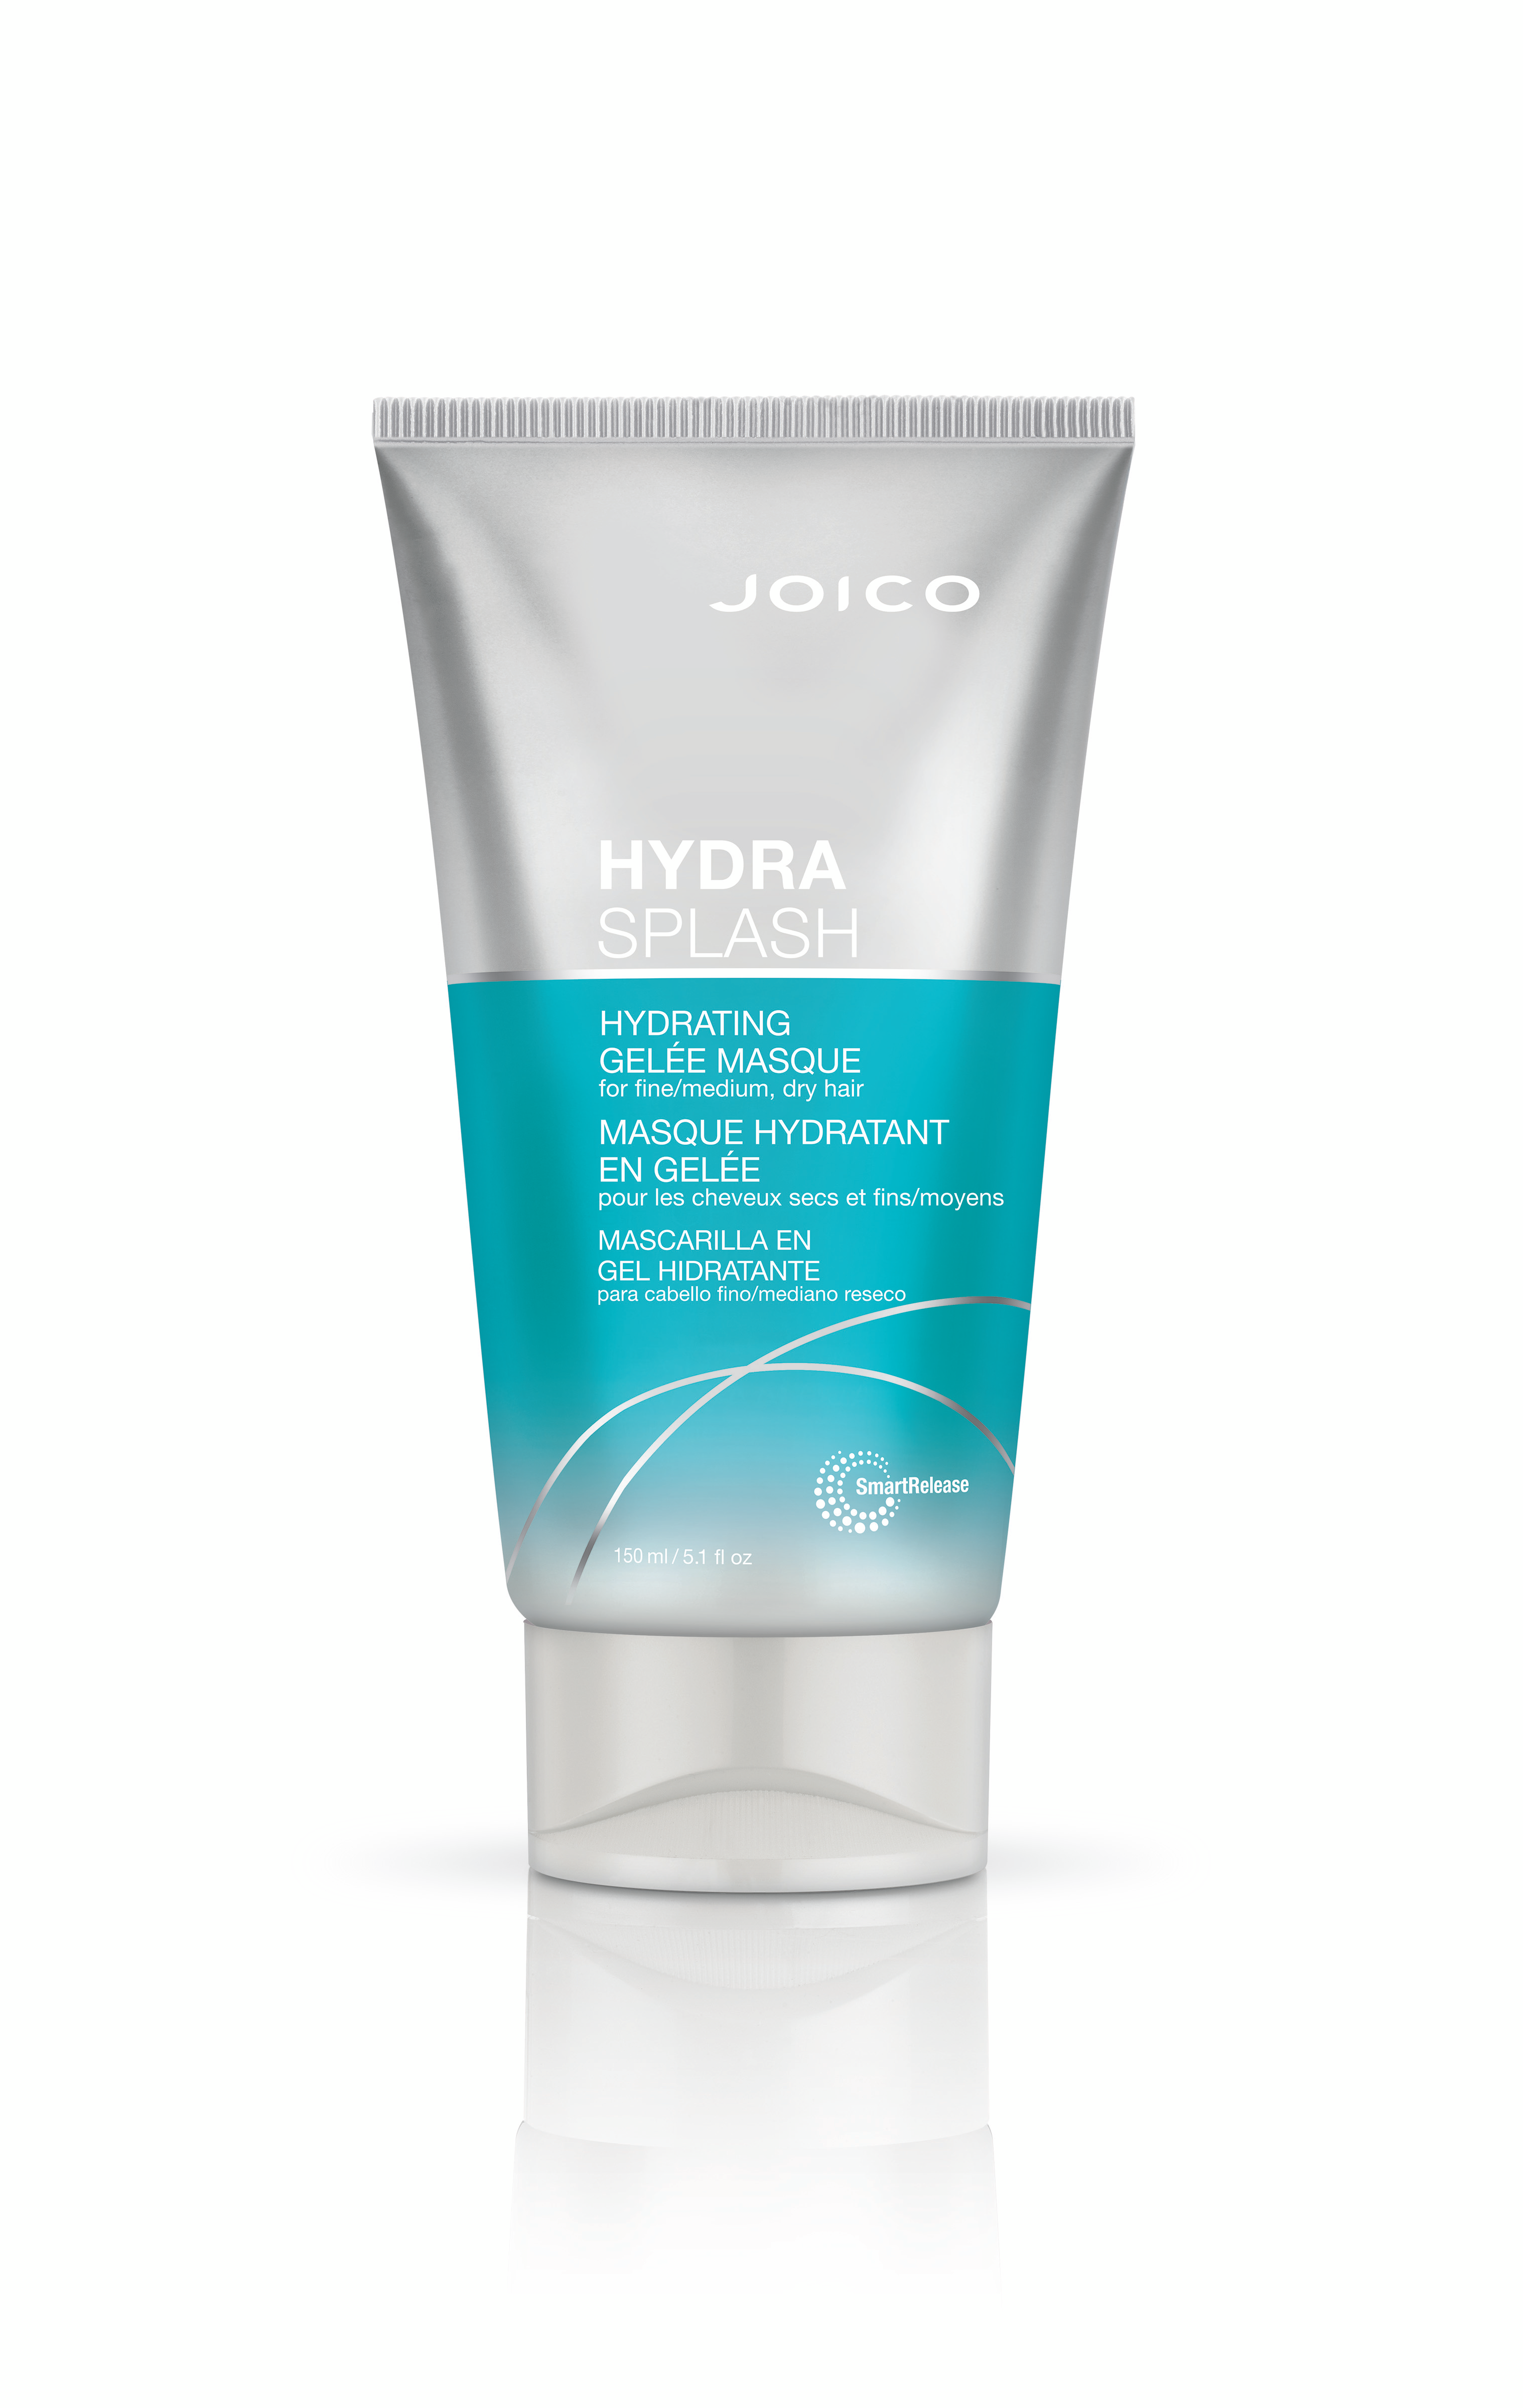 JOICO
HYDRA
SPLASH
HYDRATING
GELÉE MASQUE
for fine/medium, dry hair
MASQUE HYDRATANT
EN GELÉE
pour les cheveux secs et fins/moyens
MASCARILLA EN
GEL HIDRATANTE
para cabello fino/mediano reseco
SmartRelease
150 ml / 5.1 fl oz